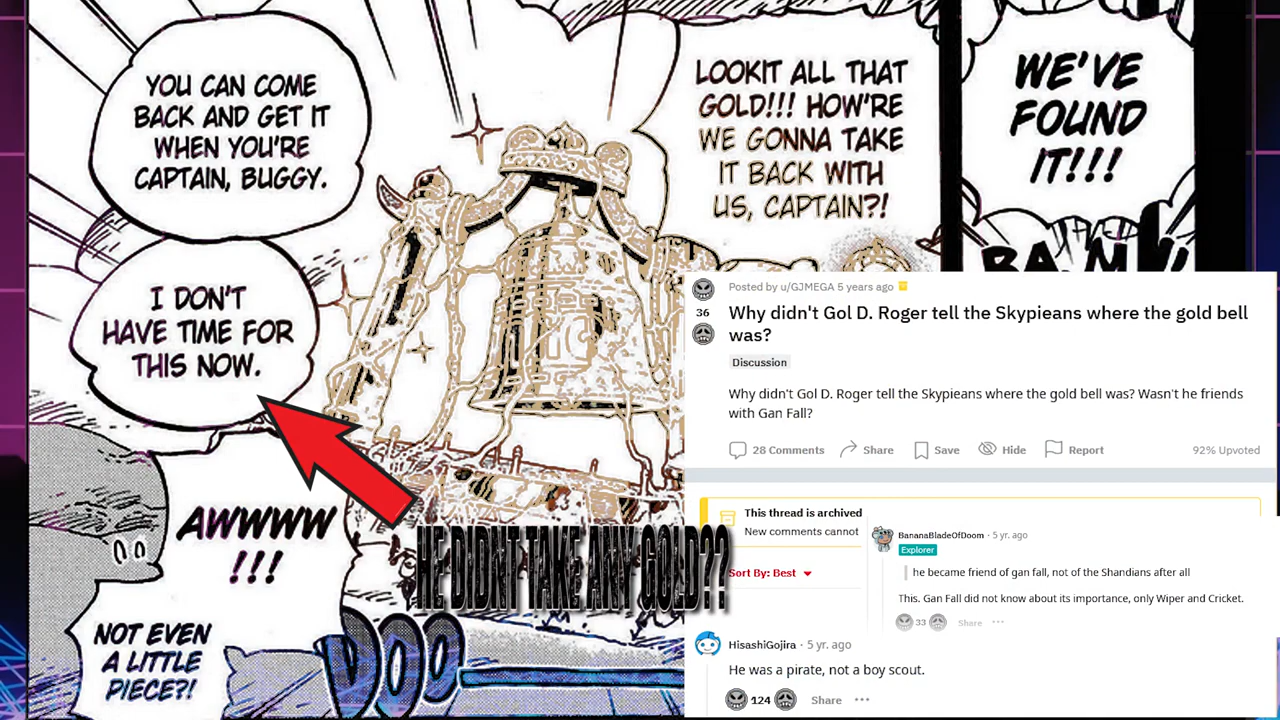 WE'VE
FOUND
IT!!!
BAM!
LOOKIT ALL THAT
GOLD!!! HOW'RE
WE GONNA TAKE
IT BACK WITH
US, CAPTAIN?!
YOU CAN COME
BACK AND GET IT
WHEN YOU'RE
CAPTAIN, BUGGY.
I DON'T
HAVE TIME FOR
THIS NOW.
AWWWW
!!!
NOT EVEN
A LITTLE
PIECE?!
DOO
HE DIDNT TAKE ANY GOLD??
Posted by u/GJMEGA 5 years ago
36
Why didn't Gol D. Roger tell the Skypieans where the gold bell
was?
Discussion
Why didn't Gol D. Roger tell the Skypieans where the gold bell was? Wasn't he friends
with Gan Fall?
28 Comments Share Save Hide Report 92% Upvoted
This thread is archived
New comments cannot
Sort By: Best
BananaBladeOfDoom · 5 yr. ago
Explorer
he became friend of gan fall, not of the Shandians after all
This. Gan Fall did not know about its importance, only Wiper and Cricket.
33 Share ···
HisashiGojira · 5 yr. ago
He was a pirate, not a boy scout.
124 Share ···